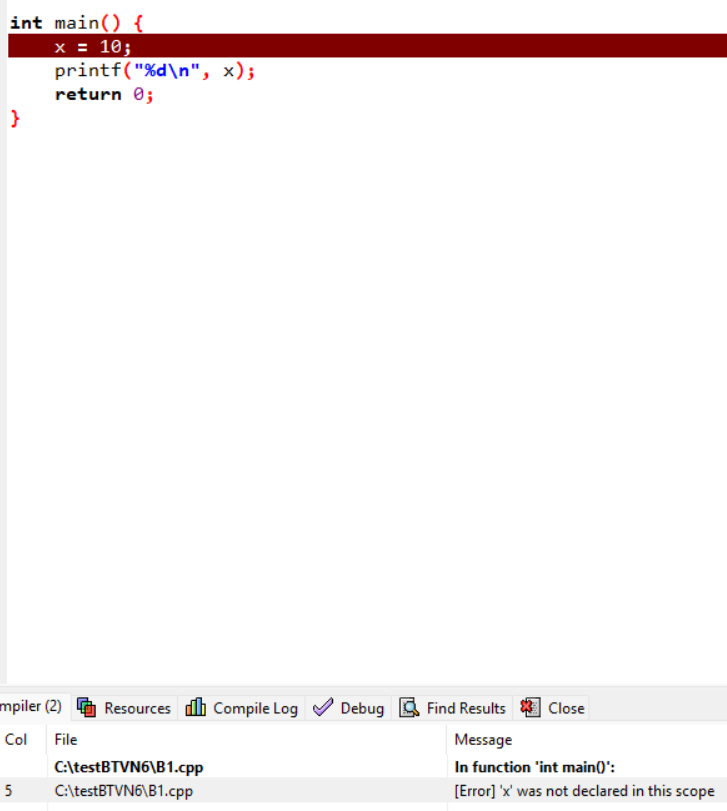 int main() {
x = 10;
printf("%d\n", x);
return 0;
}
mpiler (2) Resources Compile Log Debug Find Results Close
Col File Message
C:\testBTVN6\B1.cpp In function 'int main()':
5 C:\testBTVN6\B1.cpp [Error] 'x' was not declared in this scope